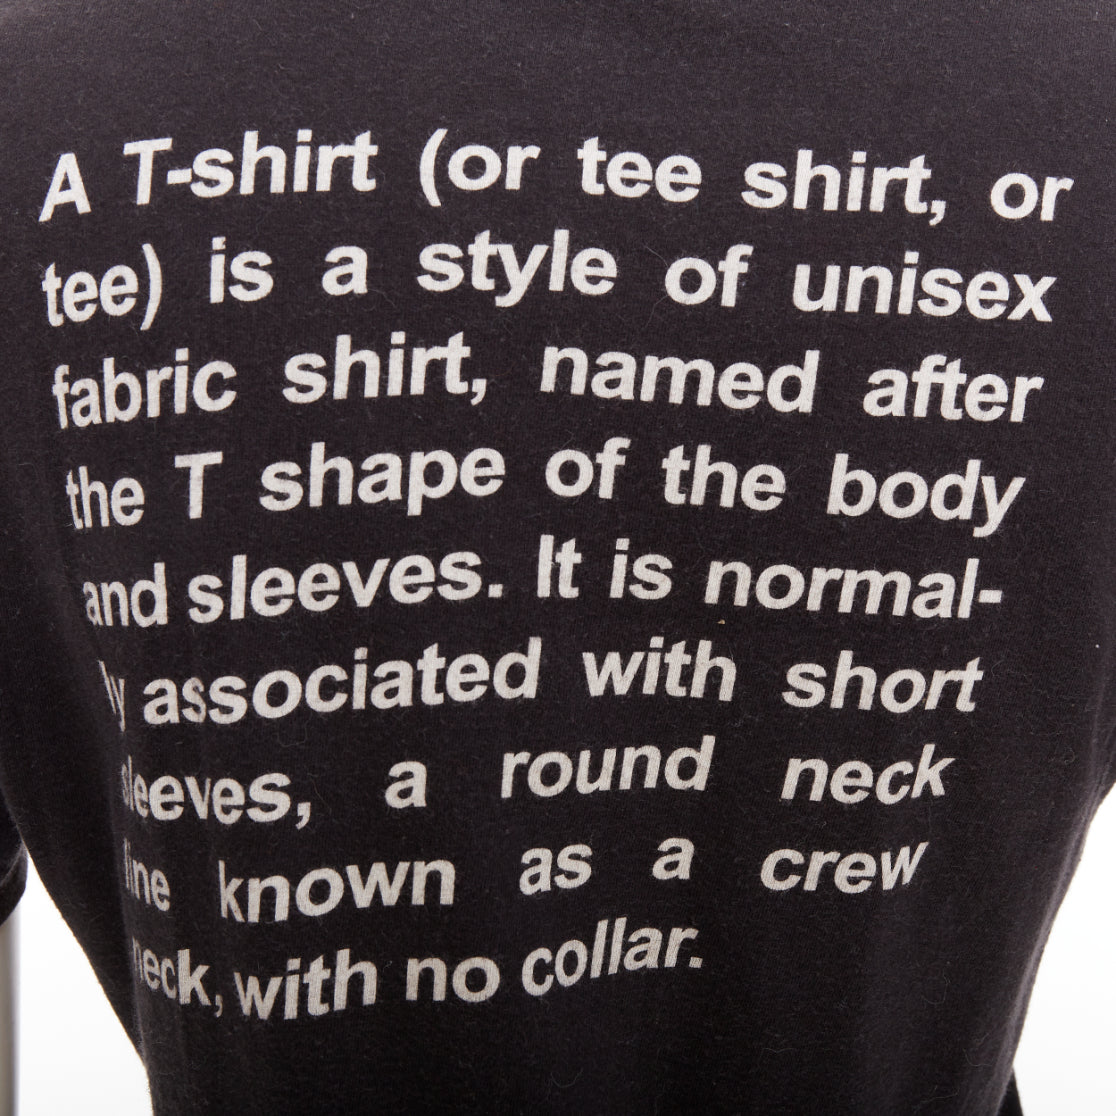 A T-shirt (or tee shirt, or
tee) is a style of unisex
fabric shirt, named after
the T shape of the body
and sleeves. It is normal-
ly associated with short
sleeves, a round neck
line known as a crew
neck, with no collar.